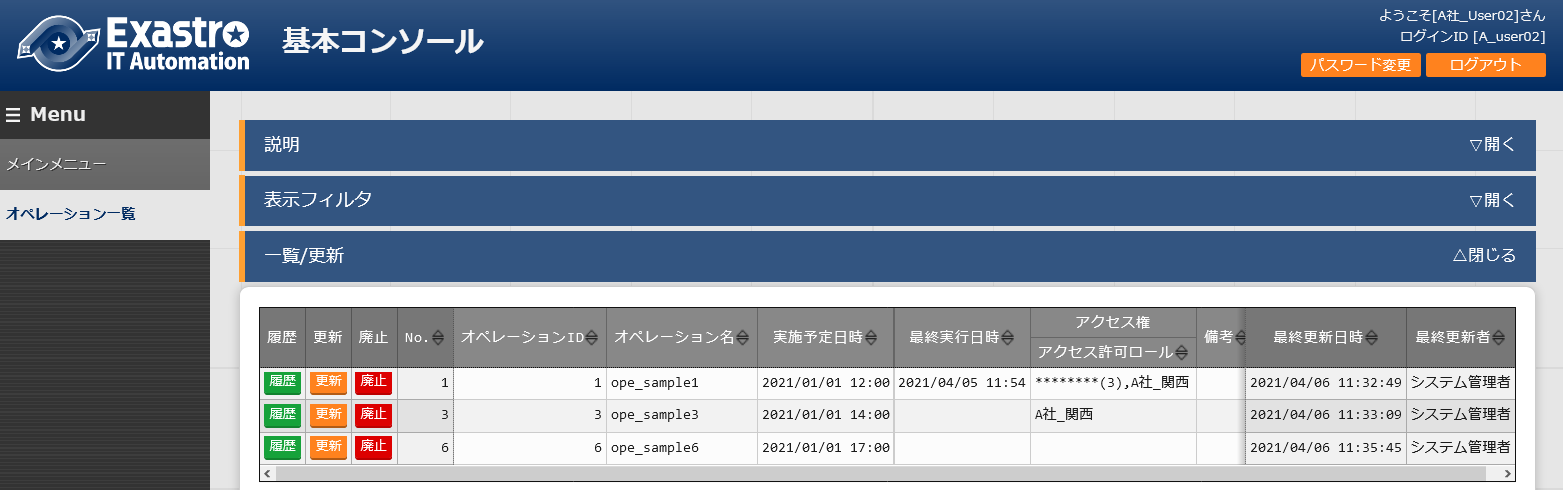 Exastro IT Automation
基本コンソール
ようこそ[A社_User02]さん
ログインID [A_user02]
パスワード変更 ログアウト
Menu
メインメニュー
オペレーション一覧
説明 ▽開く
表示フィルタ ▽開く
一覧/更新 △閉じる
履歴 更新 廃止 No. オペレーションID オペレーション名 実施予定日時 最終実行日時 アクセス権 備考 最終更新日時 最終更新者
アクセス許可ロール
履歴 更新 廃止 1 1 ope_sample1 2021/01/01 12:00 2021/04/05 11:54 ********(3),A社_関西 2021/04/06 11:32:49 システム管理者
履歴 更新 廃止 3 3 ope_sample3 2021/01/01 14:00 A社_関西 2021/04/06 11:33:09 システム管理者
履歴 更新 廃止 6 6 ope_sample6 2021/01/01 17:00 2021/04/06 11:35:45 システム管理者